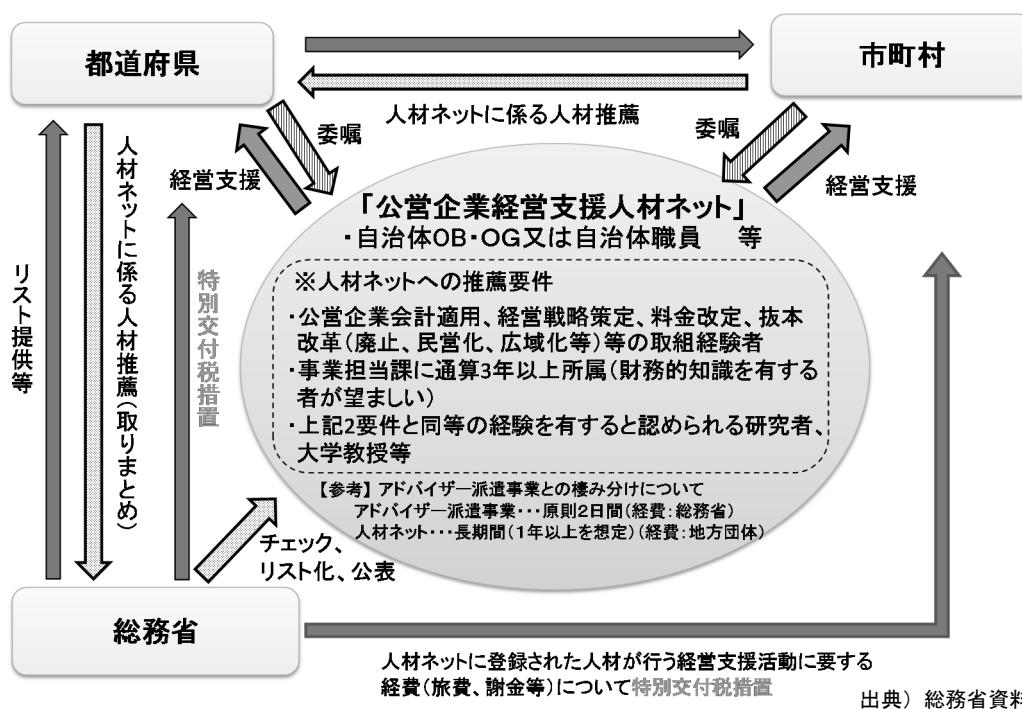 都道府県
市町村
人材ネットに係る人材推薦
委嘱
委嘱
経営支援
経営支援
リスト提供等
人材ネットに係る人材推薦(取りまとめ)
特別交付税措置
「公営企業経営支援人材ネット」
・自治体OB・OG又は自治体職員　等
※人材ネットへの推薦要件
・公営企業会計適用、経営戦略策定、料金改定、抜本
改革(廃止、民営化、広域化等)等の取組経験者
・事業担当課に通算3年以上所属(財務的知識を有する
者が望ましい)
・上記2要件と同等の経験を有すると認められる研究者、
大学教授等
【参考】アドバイザー派遣事業との棲み分けについて
アドバイザー派遣事業・・・原則2日間(経費:総務省)
人材ネット・・・長期間(1年以上を想定)(経費:地方団体)
チェック、
リスト化、公表
総務省
人材ネットに登録された人材が行う経営支援活動に要する
経費(旅費、謝金等)について特別交付税措置
出典）総務省資料